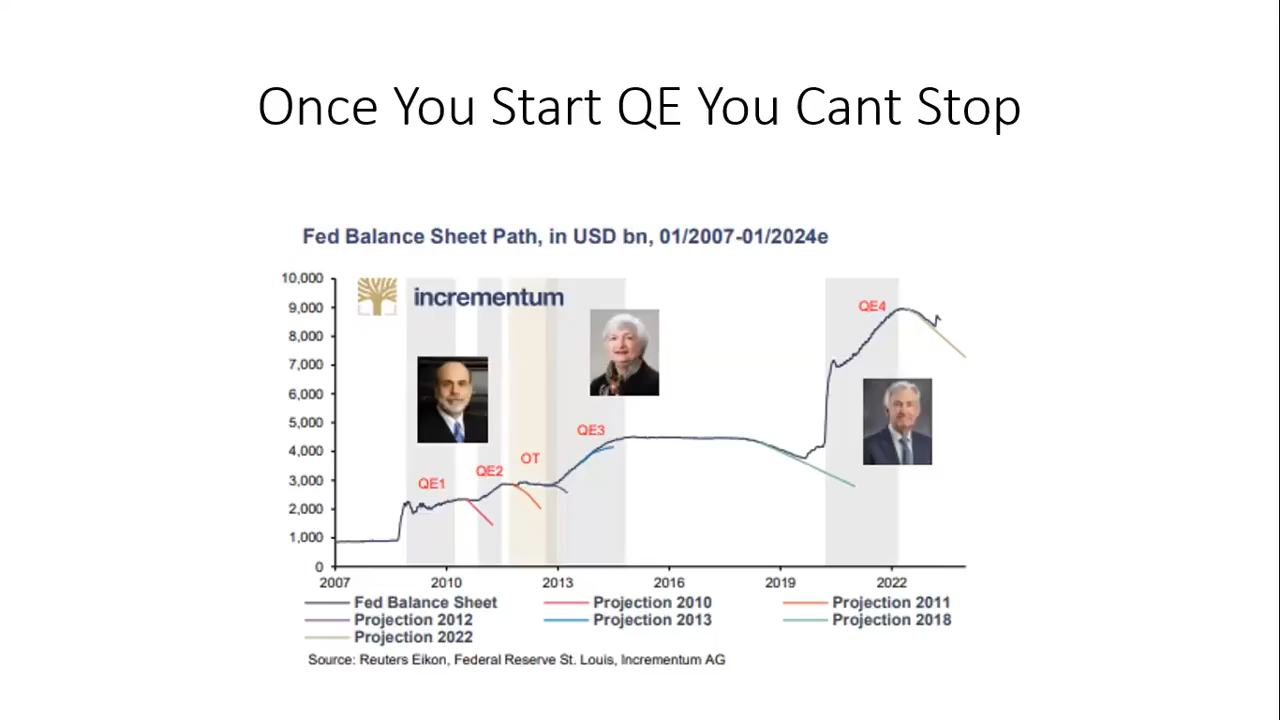 Once You Start QE You Cant Stop
Fed Balance Sheet Path, in USD bn, 01/2007-01/2024e
10,000
incrementum
9,000
QE4
8,000
7,000
6,000
5,000
QE3
4,000
OT
QE2
3,000
QE1
2,000
1,000
0
2007 2010 2013 2016 2019 2022
Fed Balance Sheet Projection 2010 Projection 2011
Projection 2012 Projection 2013 Projection 2018
Projection 2022
Source: Reuters Eikon, Federal Reserve St. Louis, Incrementum AG